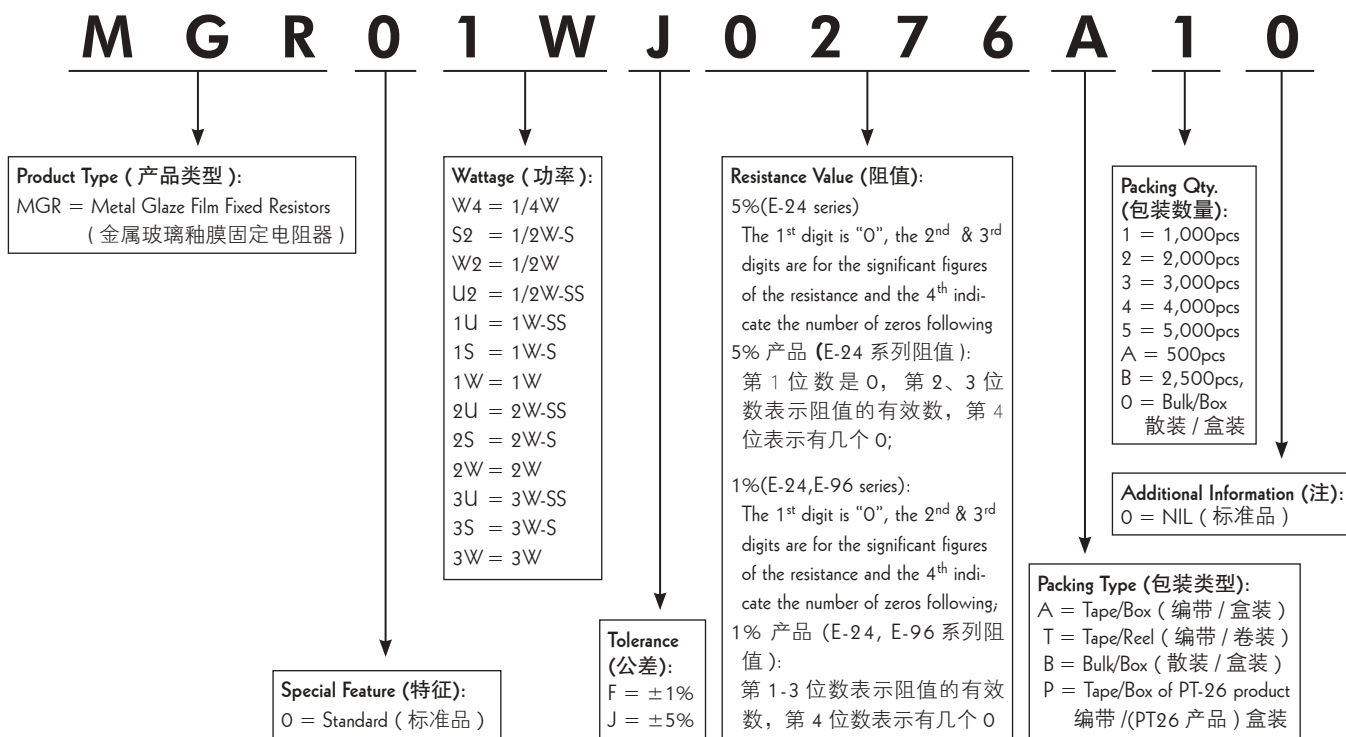 M G R 0 1 W J 0 2 7 6 A 1 0
Product Type ( 产品类型 ):
MGR = Metal Glaze Film Fixed Resistors
( 金属玻璃釉膜固定电阻器 )
Special Feature (特征):
0 = Standard ( 标准品 )
Wattage ( 功率 ):
W4 = 1/4W
S2 = 1/2W-S
W2 = 1/2W
U2 = 1/2W-SS
1U = 1W-SS
1S = 1W-S
1W = 1W
2U = 2W-SS
2S = 2W-S
2W = 2W
3U = 3W-SS
3S = 3W-S
3W = 3W
Tolerance
(公差):
F = ±1%
J = ±5%
Resistance Value (阻值):
5%(E-24 series)
The 1st digit is “0”, the 2nd & 3rd
digits are for the significant figures
of the resistance and the 4th indi-
cate the number of zeros following
5% 产品 (E-24 系列阻值 ):
第 1 位数是 0，第 2、3 位
数表示阻值的有效数，第 4
位表示有几个 0;
1%(E-24,E-96 series):
The 1st digit is “0”, the 2nd & 3rd
digits are for the significant figures
of the resistance and the 4th indi-
cate the number of zeros following;
1% 产品 (E-24, E-96 系列阻
值 ):
第 1-3 位数表示阻值的有效
数，第 4 位数表示有几个 0
Packing Type (包装类型):
A = Tape/Box ( 编带 / 盒装 )
T = Tape/Reel ( 编带 / 卷装 )
B = Bulk/Box ( 散装 / 盒装 )
P = Tape/Box of PT-26 product
编带 /(PT26 产品 ) 盒装
Packing Qty.
(包装数量):
1 = 1,000pcs
2 = 2,000pcs
3 = 3,000pcs
4 = 4,000pcs
5 = 5,000pcs
A = 500pcs
B = 2,500pcs,
0 = Bulk/Box
散装 / 盒装
Additional Information (注):
0 = NIL ( 标准品 )